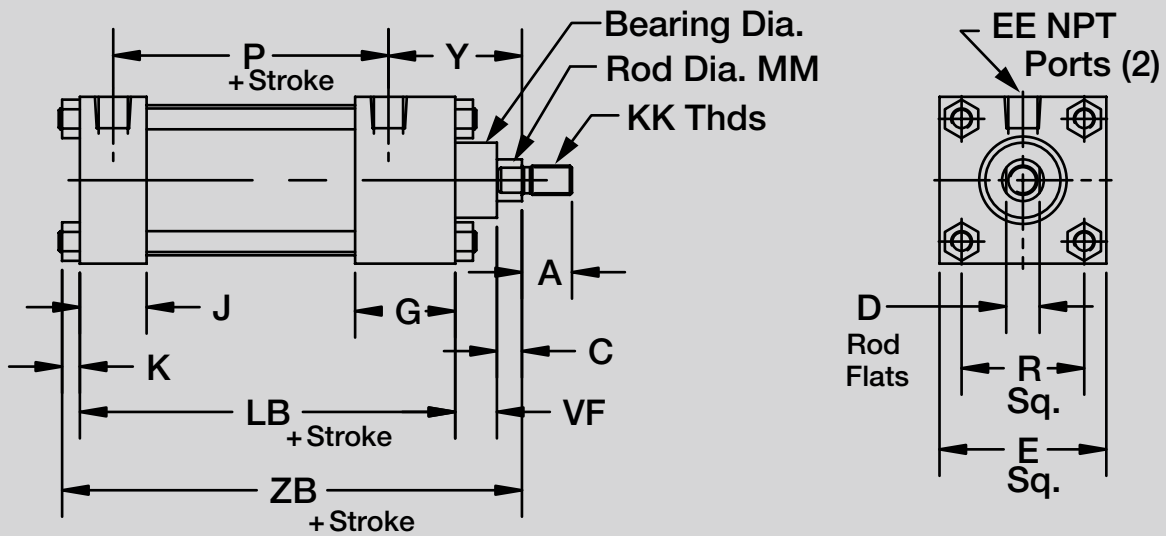 P
+ Stroke
Y
Bearing Dia.
Rod Dia. MM
KK Thds
EE NPT
Ports (2)
A
J
G
C
K
LB
+ Stroke
VF
ZB
+ Stroke
D
Rod
Flats
R
Sq.
E
Sq.